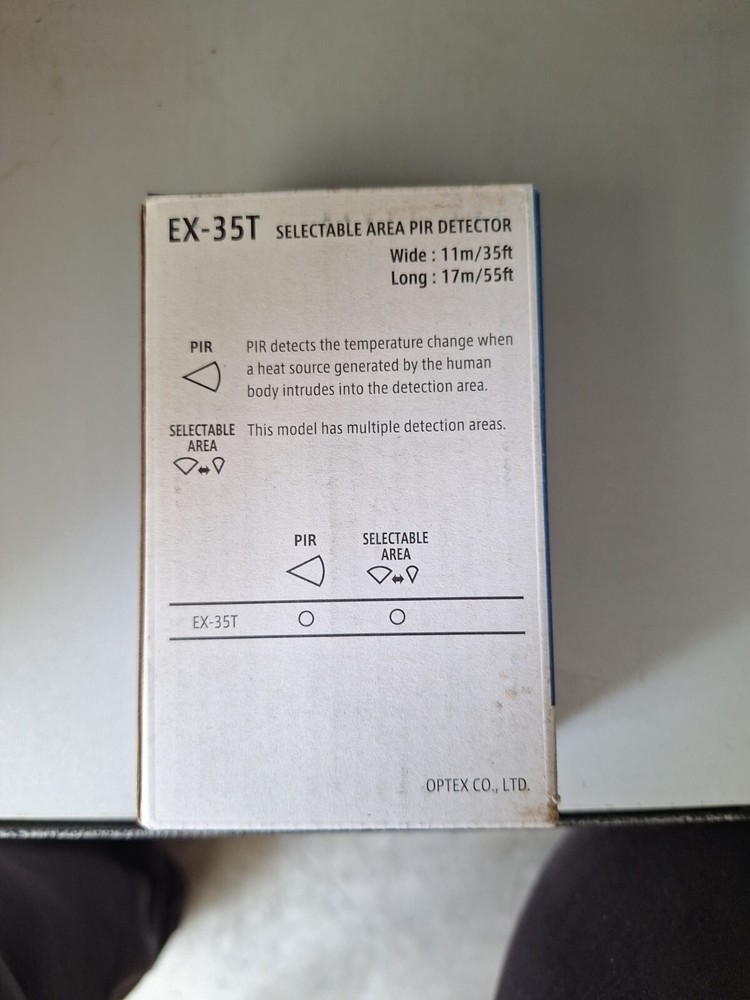 EX-35T SELECTABLE AREA PIR DETECTOR
Wide : 11m/35ft
Long : 17m/55ft
PIR
PIR detects the temperature change when
a heat source generated by the human
body intrudes into the detection area.
SELECTABLE
AREA
This model has multiple detection areas.
PIR
SELECTABLE
AREA
EX-35T
OPTEX CO., LTD.